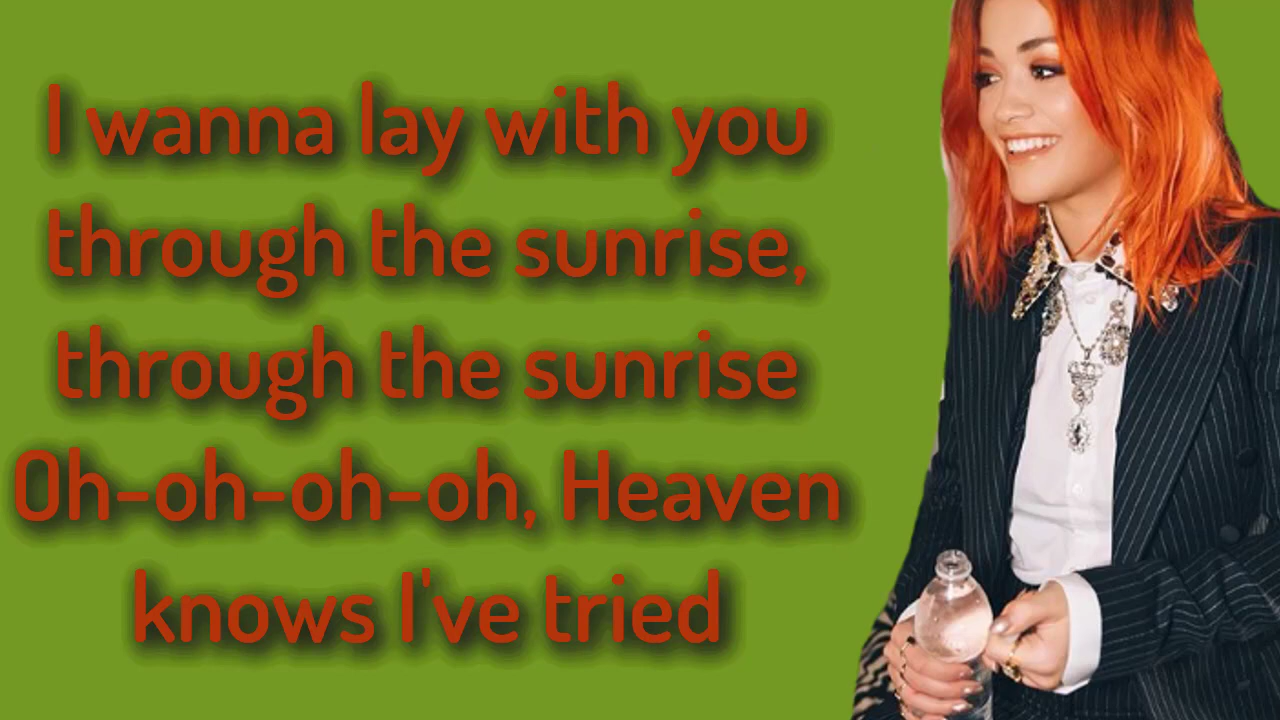 I wanna lay with you
through the sunrise,
through the sunrise
Oh-oh-oh-oh, Heaven
knows I've tried